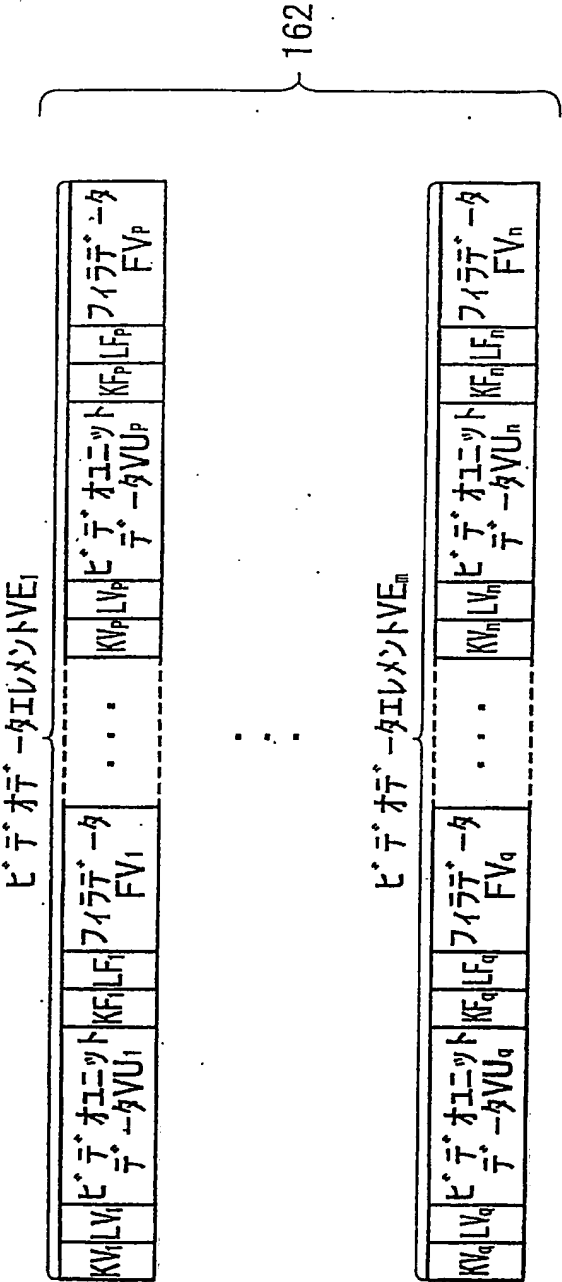 ビデオデータエレメントVE1
KV1 LV1 ビデオユニットデータVU1 KF1 LF1 フィラデータFV1 ... KVp LVp ビデオユニットデータVUp KFp LFp フィラデータFVp
...
ビデオデータエレメントVEm
KVq LVq ビデオユニットデータVUq KFq LFq フィラデータFVq ... KVn LVn ビデオユニットデータVUn KFn LFn フィラデータFVn
162